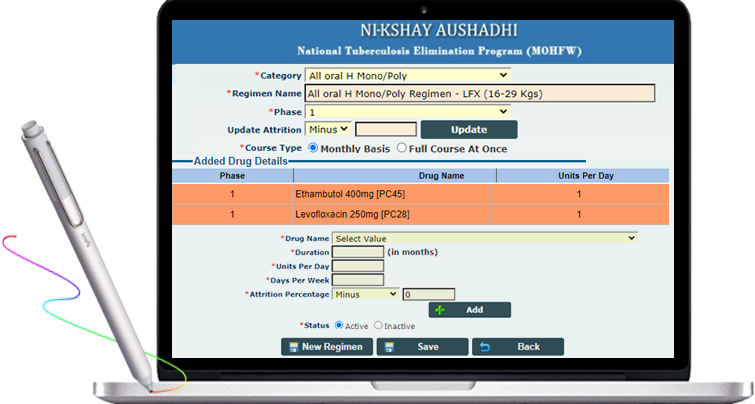 NI-KSHAY AUSHADHI
National Tuberculosis Elimination Program (MOHFW)
*Category All oral H Mono/Poly
*Regimen Name All oral H Mono/Poly Regimen - LFX (16-29 Kgs)
*Phase 1
Update Attrition Minus Update
*Course Type Monthly Basis Full Course At Once
Added Drug Details
Phase Drug Name Units Per Day
1 Ethambutol 400mg [PC45] 1
1 Levofloxacin 250mg [PC28] 1
*Drug Name Select Value
*Duration (in months)
*Units Per Day
*Days Per Week
*Attrition Percentage Minus 0
Add
*Status Active Inactive
New Regimen Save Back